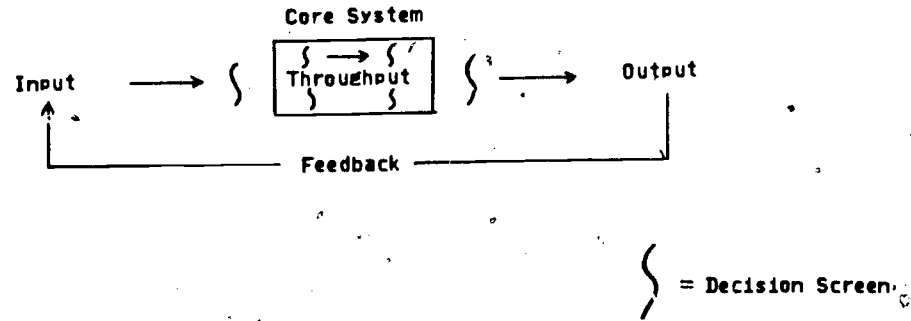 Core System
Input Throughput Output
Feedback
= Decision Screen